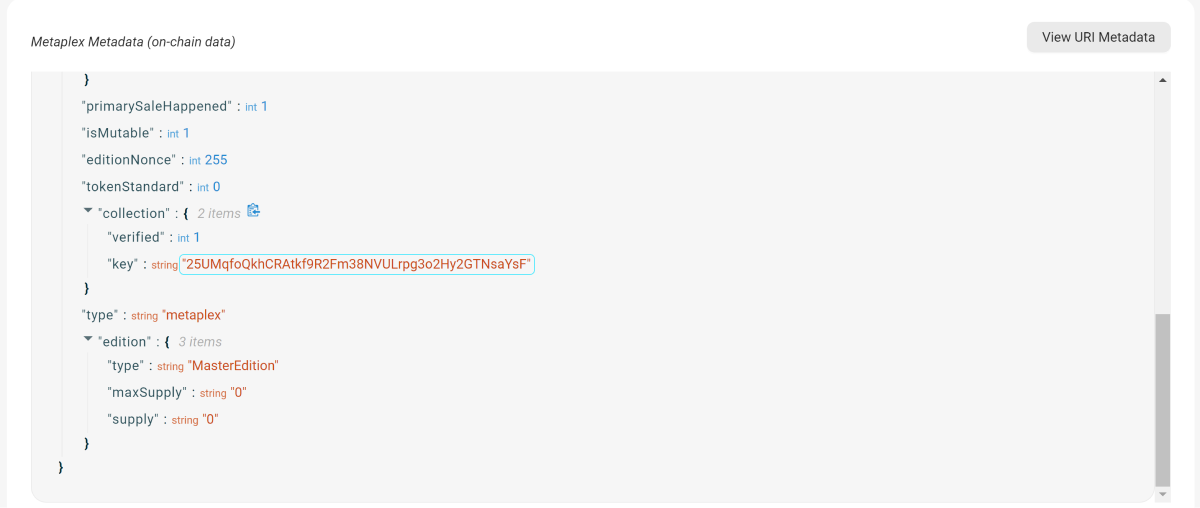 Metaplex Metadata (on-chain data)
View URI Metadata
}
"primarySaleHappened" : int 1
"isMutable" : int 1
"editionNonce" : int 255
"tokenStandard" : int 0
"collection" : { 2 items
"verified" : int 1
"key" : string "25UMqfoQkhCRAtkf9R2Fm38NVULrpg3o2Hy2GTNsaYsF"
}
"type" : string "metaplex"
"edition" : { 3 items
"type" : string "MasterEdition"
"maxSupply" : string "0"
"supply" : string "0"
}
}